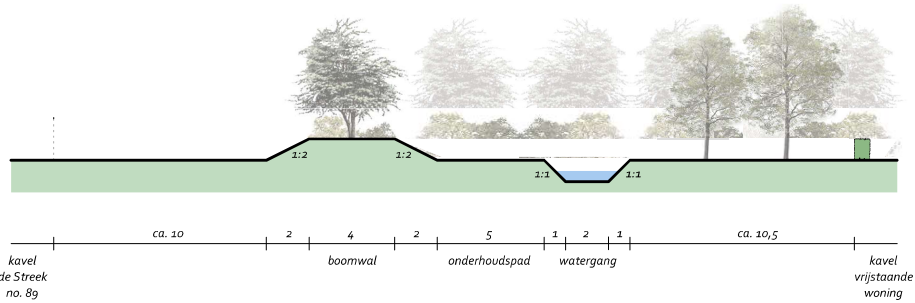 1:2
1:2
1:1
1:1
ca. 10
2
4
2
5
1
2
1
ca. 10,5
kavel
de Streek
no. 89
boomwal
onderhoudspad
watergang
kavel
vrijstaande
woning